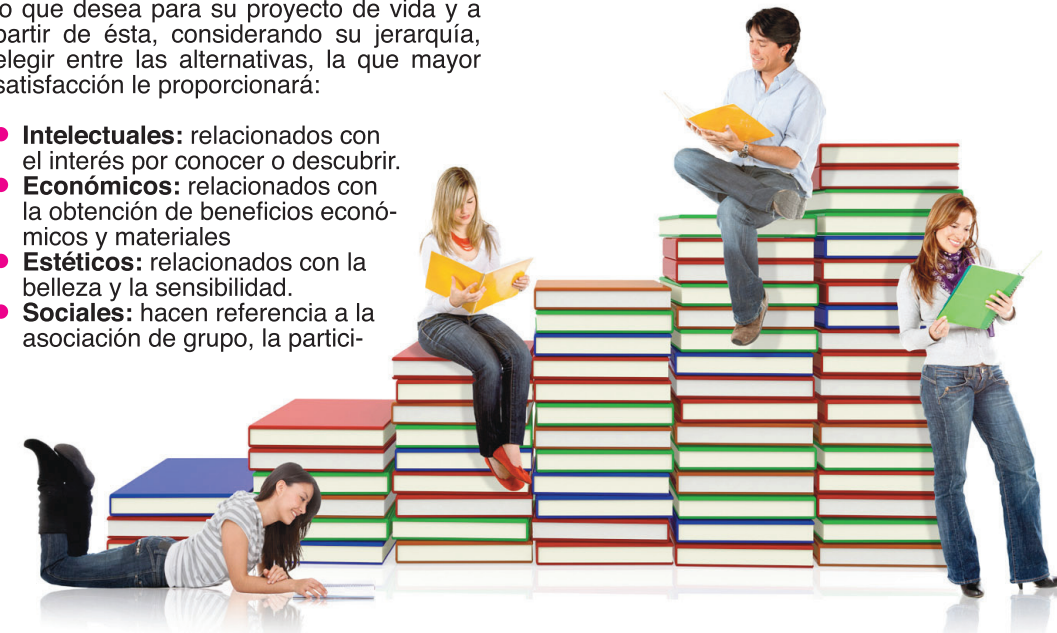 lo que desea para su proyecto de vida y a
partir de ésta, considerando su jerarquía,
elegir entre las alternativas, la que mayor
satisfacción le proporcionará:
Intelectuales: relacionados con
el interés por conocer o descubrir.
Económicos: relacionados con
la obtención de beneficios econó-
micos y materiales
Estéticos: relacionados con la
belleza y la sensibilidad.
Sociales: hacen referencia a la
asociación de grupo, la partici-